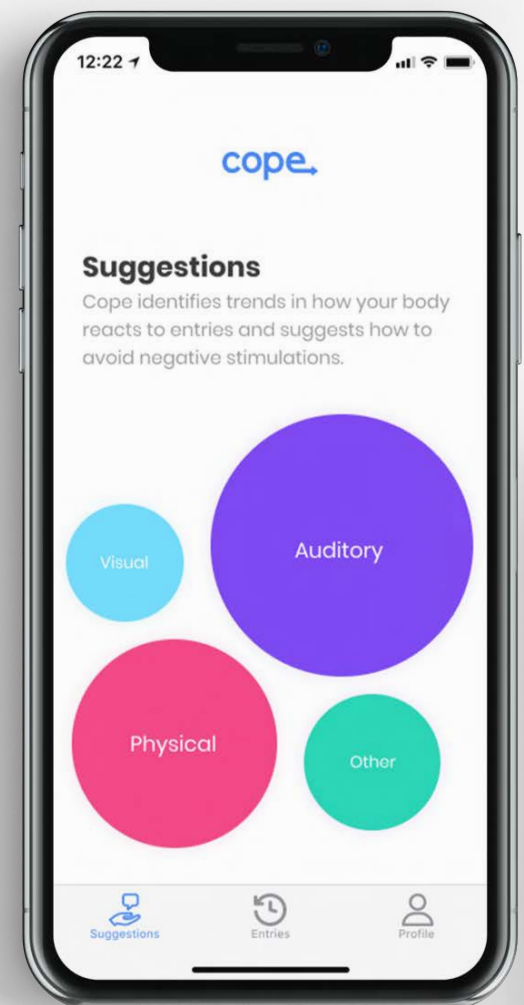 12:22
cope
Suggestions
Cope identifies trends in how your body
reacts to entries and suggests how to
avoid negative stimulations.
Visual
Auditory
Physical
Other
Suggestions
Entries
Profile